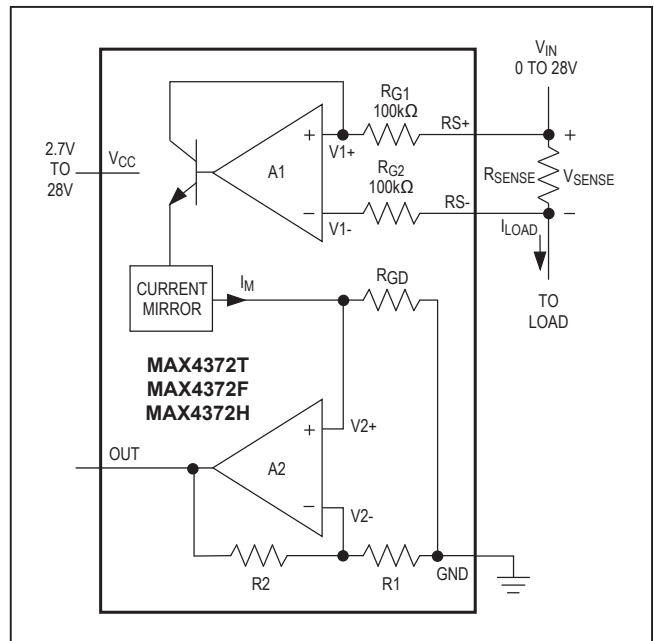 VIN
0 TO 28V
RG1
100kΩ
RS+
+
V1+
2.7V
TO
28V
VCC
A1
RG2
100kΩ
RSENSE
VSENSE
RS-
−
V1-
ILOAD
CURRENT
MIRROR
IM
RGD
TO
LOAD
MAX4372T
MAX4372F
MAX4372H
+
V2+
OUT
A2
−
V2-
R2
R1
GND